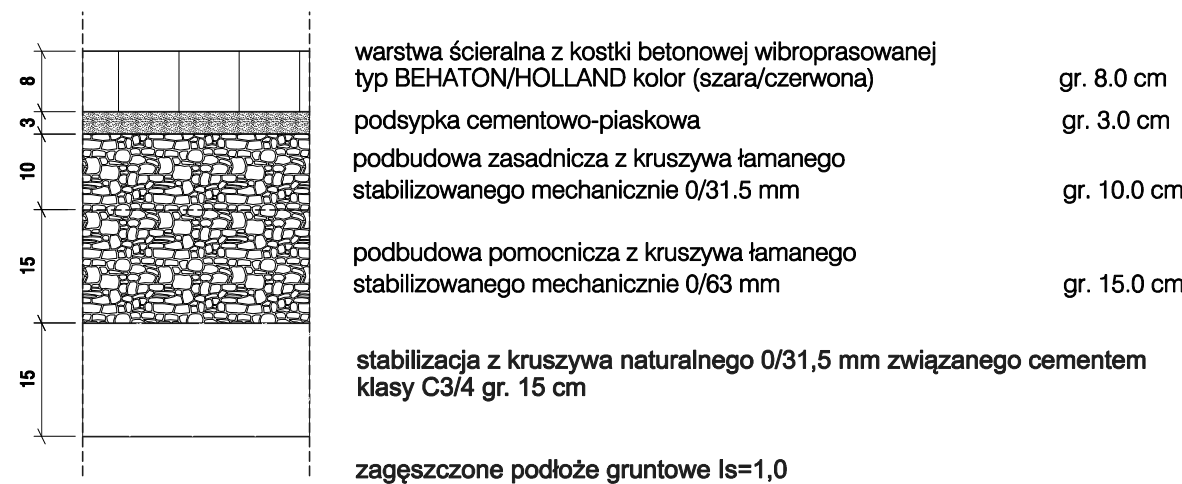 warstwa ścieralna z kostki betonowej wibroprasowanej
typ BEHATON/HOLLAND kolor (szara/czerwona) gr. 8.0 cm
8
podsypka cementowo-piaskowa gr. 3.0 cm
3
podbudowa zasadnicza z kruszywa łamanego
stabilizowanego mechanicznie 0/31.5 mm gr. 10.0 cm
10
podbudowa pomocnicza z kruszywa łamanego
stabilizowanego mechanicznie 0/63 mm gr. 15.0 cm
15
stabilizacja z kruszywa naturalnego 0/31,5 mm związanego cementem
klasy C3/4 gr. 15 cm
15
zagęszczone podłoże gruntowe Is=1,0